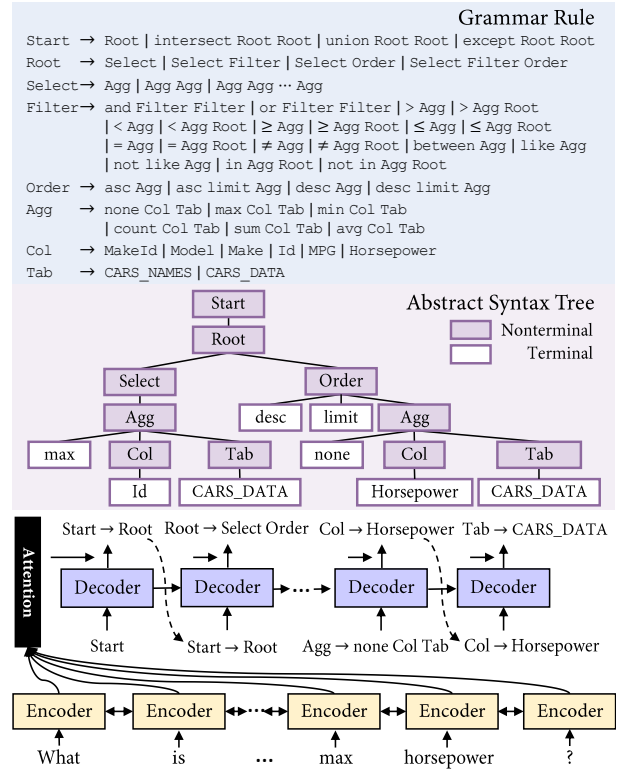 Grammar Rule
Start → Root | intersect Root Root | union Root Root | except Root Root
Root → Select | Select Filter | Select Order | Select Filter Order
Select → Agg | Agg Agg | Agg Agg ⋯ Agg
Filter → and Filter Filter | or Filter Filter | > Agg | > Agg Root
| < Agg | < Agg Root | ≥ Agg | ≥ Agg Root | ≤ Agg | ≤ Agg Root
| = Agg | = Agg Root | ≠ Agg | ≠ Agg Root | between Agg | like Agg
| not like Agg | in Agg Root | not in Agg Root
Order → asc Agg | asc limit Agg | desc Agg | desc limit Agg
Agg → none Col Tab | max Col Tab | min Col Tab
| count Col Tab | sum Col Tab | avg Col Tab
Col → MakeId | Model | Make | Id | MPG | Horsepower
Tab → CARS_NAMES | CARS_DATA
Abstract Syntax Tree
Nonterminal
Terminal
Start
Root
Select Order
Agg desc limit Agg
max Col Tab none Col Tab
Id CARS_DATA Horsepower CARS_DATA
Attention
Start → Root Root → Select Order Col → Horsepower Tab → CARS_DATA
Decoder Decoder ... Decoder Decoder
Start Start → Root Agg → none Col Tab Col → Horsepower
Encoder Encoder ... Encoder Encoder Encoder
What is ... max horsepower ?